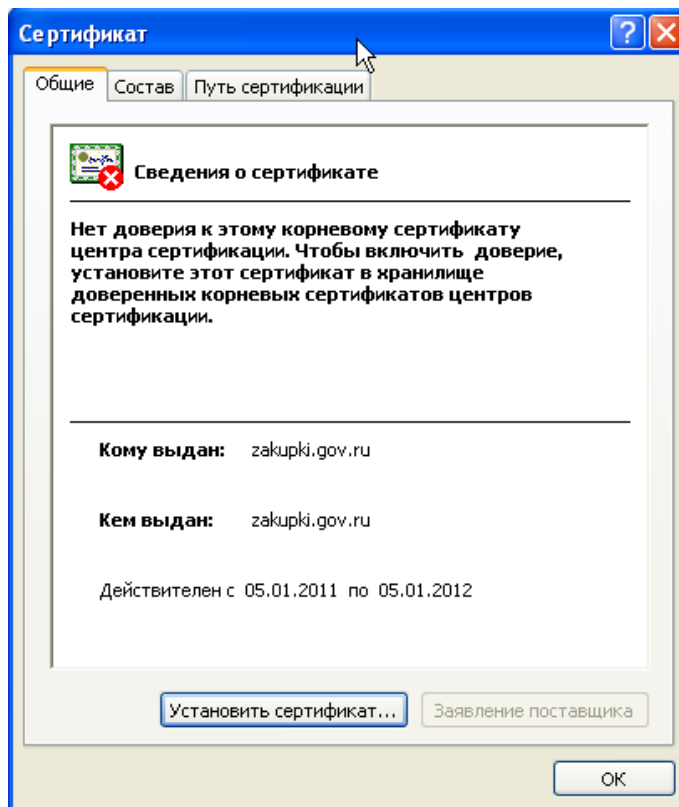 Сертификат
Общие Состав Путь сертификации
Сведения о сертификате
Нет доверия к этому корневому сертификату
центра сертификации. Чтобы включить доверие,
установите этот сертификат в хранилище
доверенных корневых сертификатов центров
сертификации.
Кому выдан: zakupki.gov.ru
Кем выдан: zakupki.gov.ru
Действителен с 05.01.2011 по 05.01.2012
Установить сертификат... Заявление поставщика
ОК